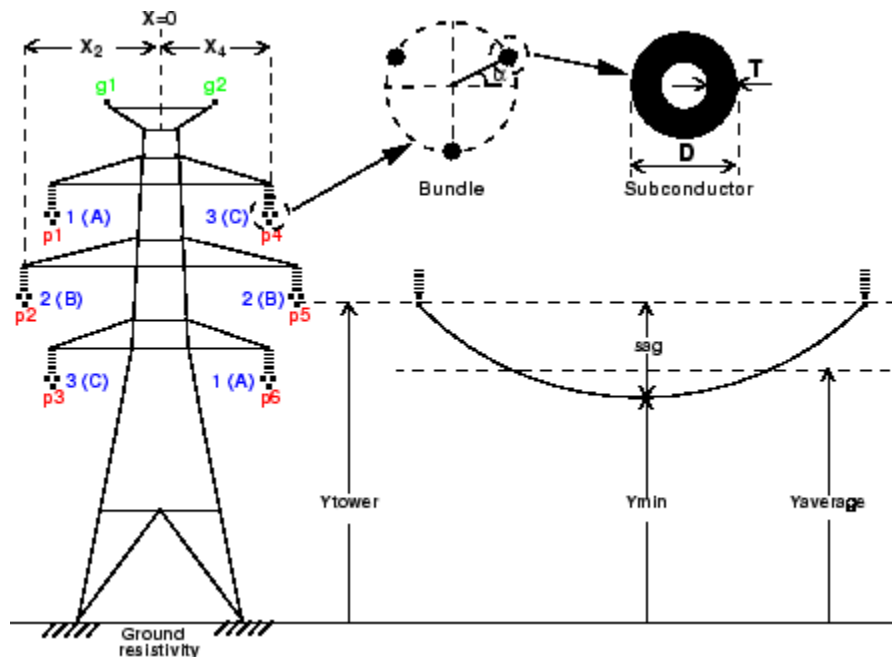 X=0
X2
X4
g1
g2
α
T
D
Bundle
Subconductor
1 (A)
3 (C)
p1
p4
2 (B)
2 (B)
p2
p5
sag
3 (C)
1 (A)
p3
p6
Ytower
Ymin
Yaverage
Ground
resistivity